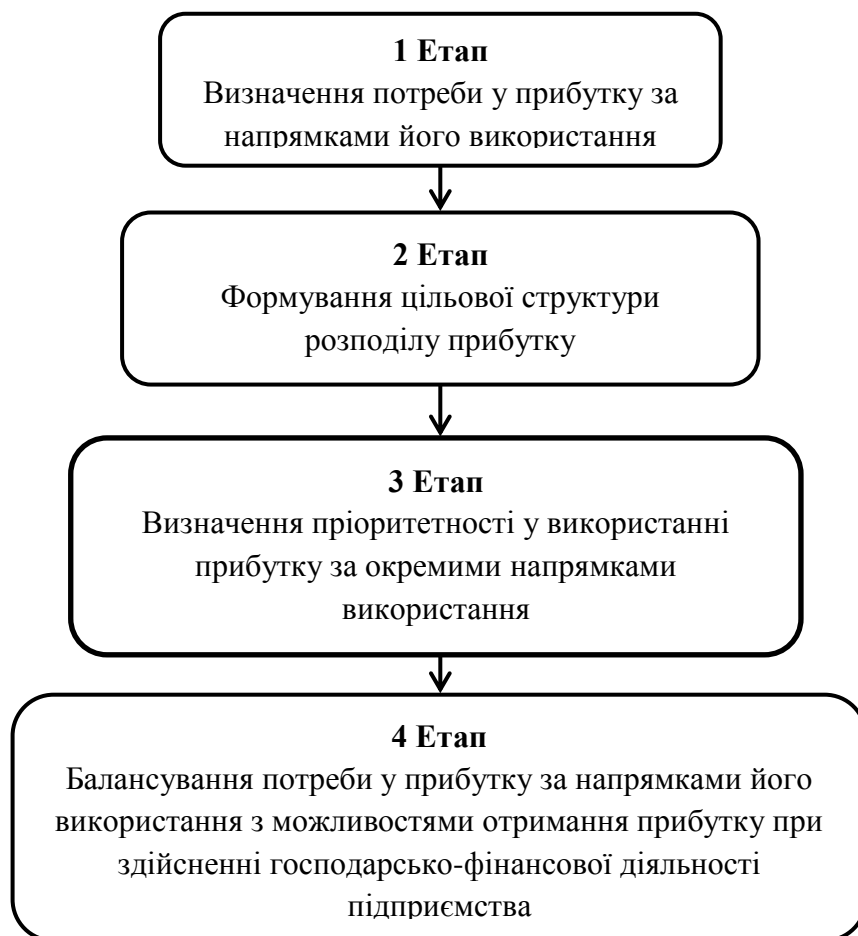 1 Етап
Визначення потреби у прибутку за
напрямками його використання
2 Етап
Формування цільової структури
розподілу прибутку
3 Етап
Визначення пріоритетності у використанні
прибутку за окремими напрямками
використання
4 Етап
Балансування потреби у прибутку за напрямками його
використання з можливостями отримання прибутку при
здійсненні господарсько-фінансової діяльності
підприємства